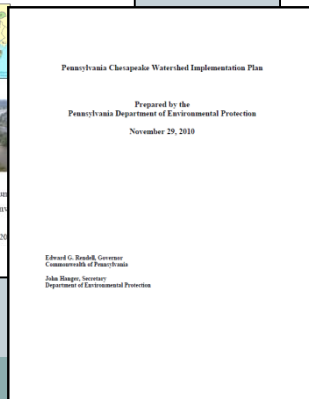 Pennsylvania Chesapeake Watershed Implementation Plan
Prepared by the
Pennsylvania Department of Environmental Protection
November 29, 2010
Edward G. Rendell, Governor
Commonwealth of Pennsylvania
John Hanger, Secretary
Department of Environmental Protection